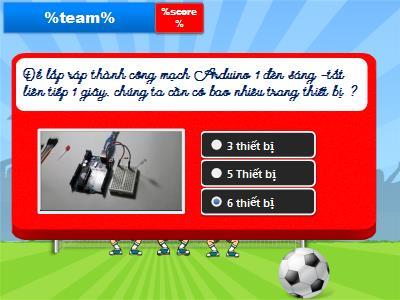 %team%
%score
%
Để lắp ráp thành công mạch Arduino 1 đèn sáng -tắt
liên tiếp 1 giây, chúng ta cần có bao nhiêu trang thiết bị ?
3 thiết bị
5 Thiết bị
6 thiết bị